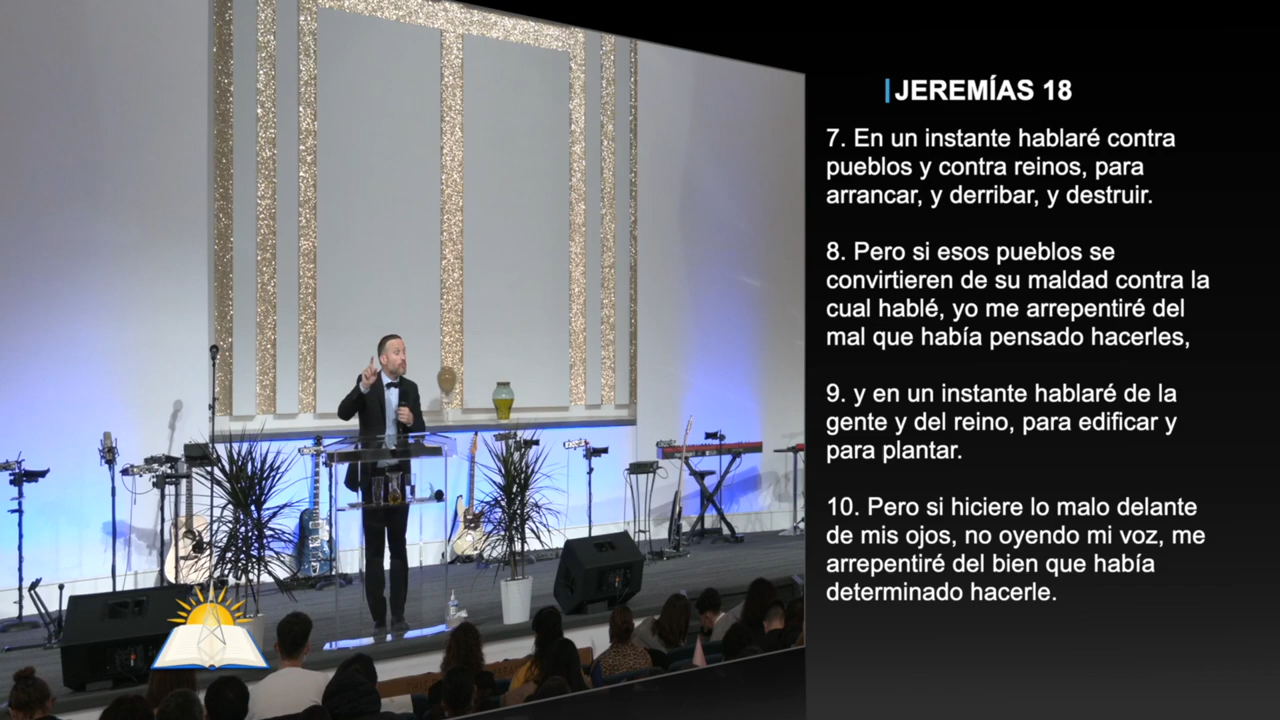 JEREMÍAS 18
7. En un instante hablaré contra
pueblos y contra reinos, para
arrancar, y derribar, y destruir.
8. Pero si esos pueblos se
convirtieren de su maldad contra la
cual hablé, yo me arrepentiré del
mal que había pensado hacerles,
9. y en un instante hablaré de la
gente y del reino, para edificar y
para plantar.
10. Pero si hiciere lo malo delante
de mis ojos, no oyendo mi voz, me
arrepentiré del bien que había
determinado hacerle.